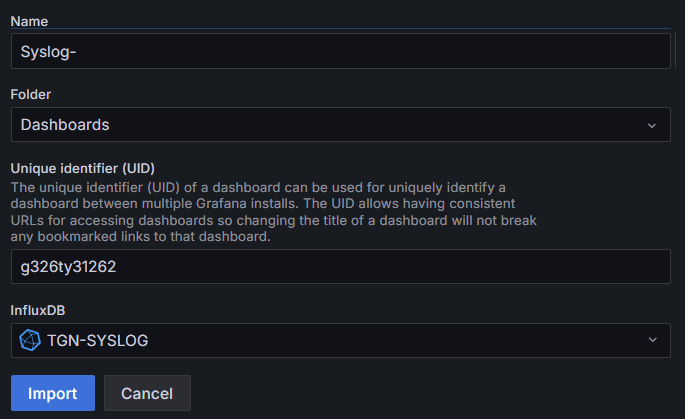 Name
Syslog-
Folder
Dashboards
Unique identifier (UID)
The unique identifier (UID) of a dashboard can be used for uniquely identify a
dashboard between multiple Grafana installs. The UID allows having consistent
URLs for accessing dashboards so changing the title of a dashboard will not break
any bookmarked links to that dashboard.
g326ty31262
InfluxDB
TGN-SYSLOG
Import Cancel